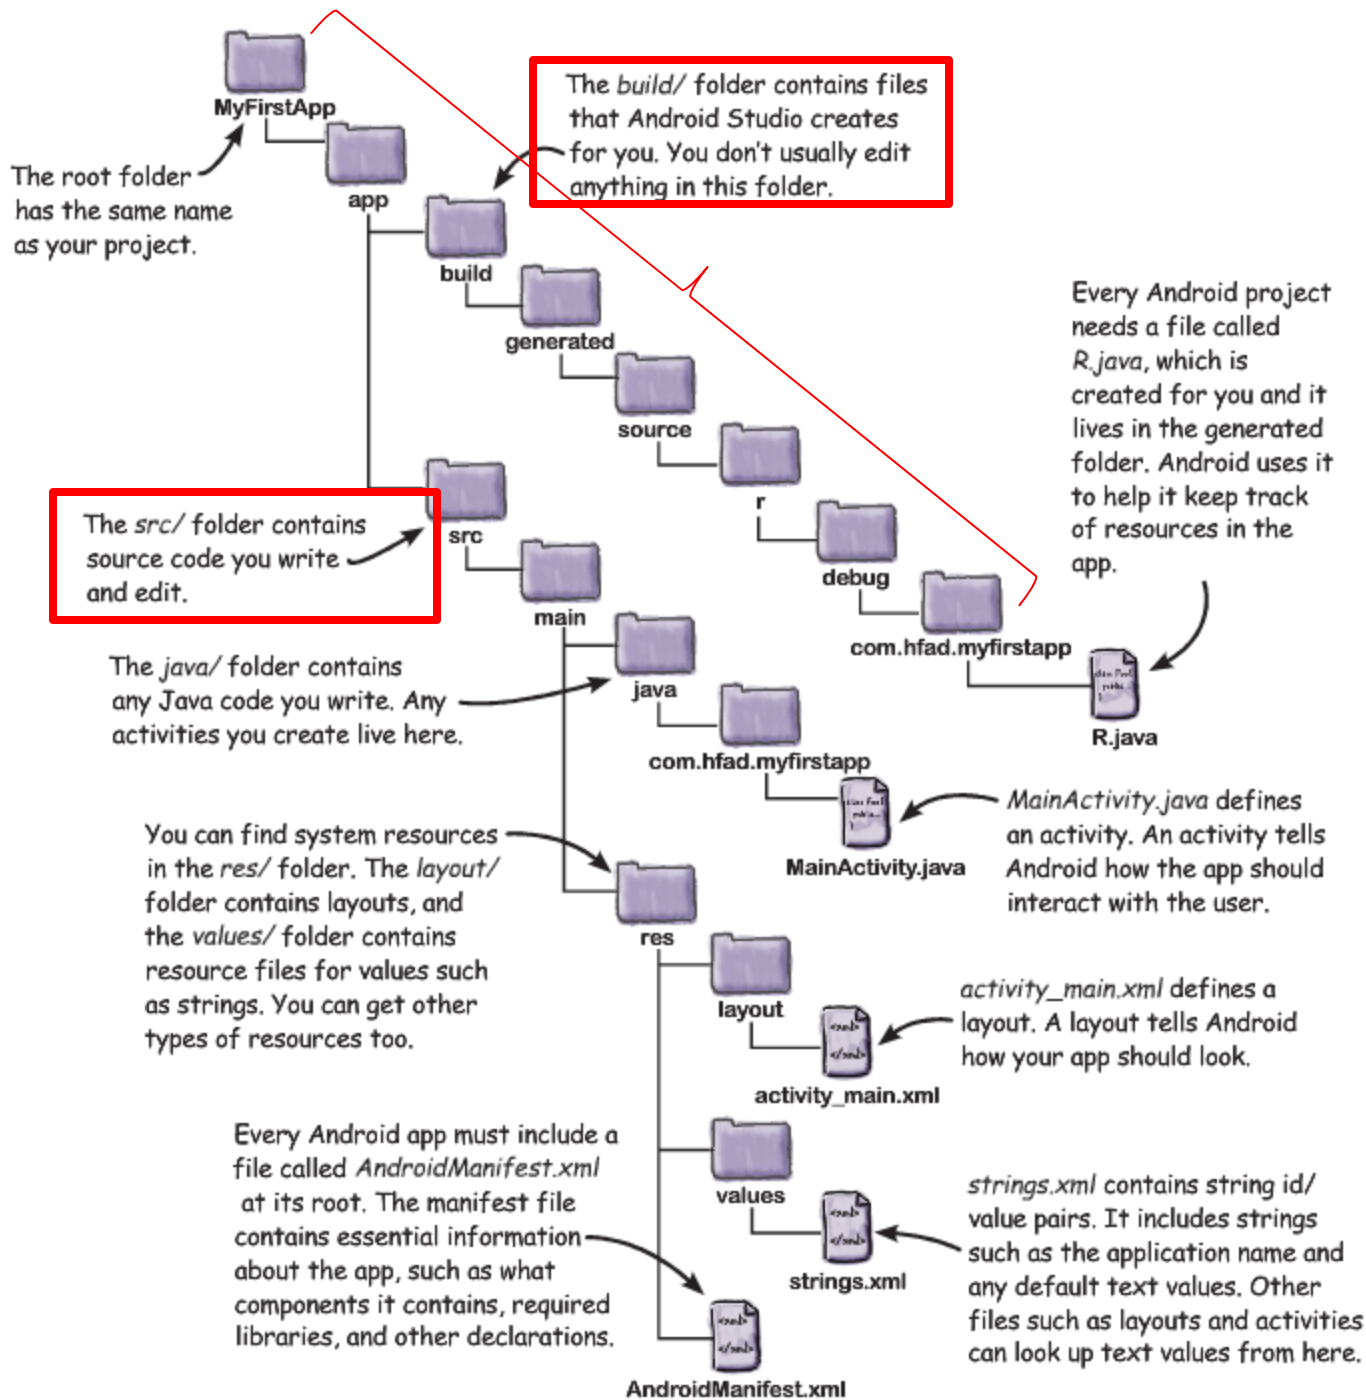 MyFirstApp
The root folder
has the same name
as your project.
app
The build/ folder contains files
that Android Studio creates
for you. You don't usually edit
anything in this folder.
build
generated
source
r
debug
com.hfad.myfirstapp
R.java
Every Android project
needs a file called
R.java, which is
created for you and it
lives in the generated
folder. Android uses it
to help it keep track
of resources in the
app.
The src/ folder contains
source code you write
and edit.
src
main
The java/ folder contains
any Java code you write. Any
activities you create live here.
java
com.hfad.myfirstapp
MainActivity.java
MainActivity.java defines
an activity. An activity tells
Android how the app should
interact with the user.
You can find system resources
in the res/ folder. The layout/
folder contains layouts, and
the values/ folder contains
resource files for values such
as strings. You can get other
types of resources too.
res
layout
<xml>
</xml>
activity_main.xml
activity_main.xml defines a
layout. A layout tells Android
how your app should look.
values
<xml>
</xml>
strings.xml
strings.xml contains string id/
value pairs. It includes strings
such as the application name and
any default text values. Other
files such as layouts and activities
can look up text values from here.
Every Android app must include a
file called AndroidManifest.xml
at its root. The manifest file
contains essential information
about the app, such as what
components it contains, required
libraries, and other declarations.
<xml>
</xml>
AndroidManifest.xml